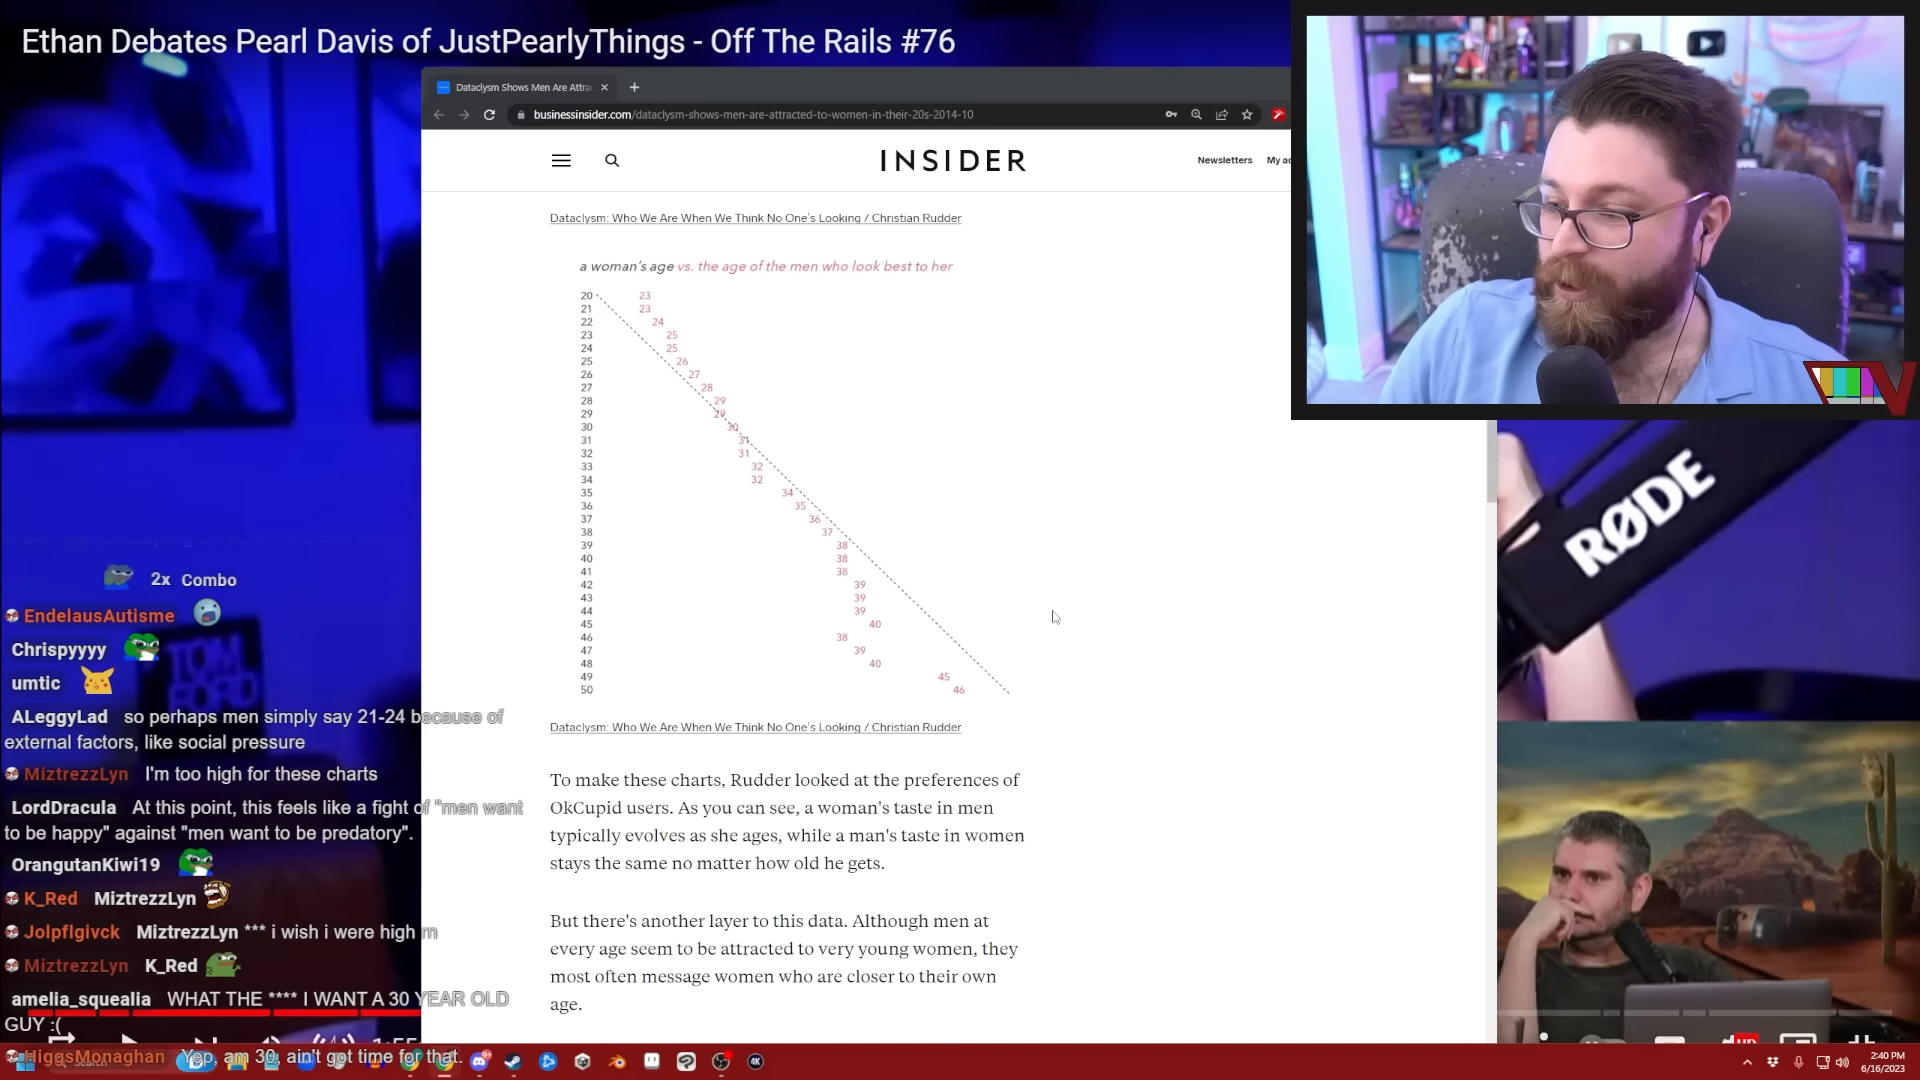 Ethan Debates Pearl Davis of JustPearlyThings - Off The Rails #76
Dataclysm Shows Men Are Attra
businessinsider.com/dataclysm-shows-men-are-attracted-to-women-in-their-20s-2014-10
INSIDER
Newsletters My ac
Dataclysm: Who We Are When We Think No One's Looking / Christian Rudder
a woman's age vs. the age of the men who look best to her
20 23
21 23
22 24
23 25
24 25
25 26
26 27
27 28
28 29
29 29
30 30
31 31
32 31
33 32
34 32
35 34
36 35
37 36
38 37
39 38
40 38
41 38
42 39
43 39
44 39
45 40
46 38
47 39
48 40
49 45
50 46
Dataclysm: Who We Are When We Think No One's Looking / Christian Rudder
To make these charts, Rudder looked at the preferences of
OkCupid users. As you can see, a woman's taste in men
typically evolves as she ages, while a man's taste in women
stays the same no matter how old he gets.
But there's another layer to this data. Although men at
every age seem to be attracted to very young women, they
most often message women who are closer to their own
age.
2x Combo
EndelausAutisme
Chrispyyyy
umtic
ALeggyLad so perhaps men simply say 21-24 because of
external factors, like social pressure
MiztrezzLyn I'm too high for these charts
LordDracula At this point, this feels like a fight of "men want
to be happy" against "men want to be predatory".
OrangutanKiwi19
K_Red MiztrezzLyn
Jolpflgivck MiztrezzLyn *** i wish i were high rn
MiztrezzLyn K_Red
amelia_squealia WHAT THE **** I WANT A 30 YEAR OLD
GUY :(
HiggsMonaghan Yep, am 30, ain't got time for that.
TOM
FORD
RØDE
V
Search
4K
2:40 PM
6/16/2023